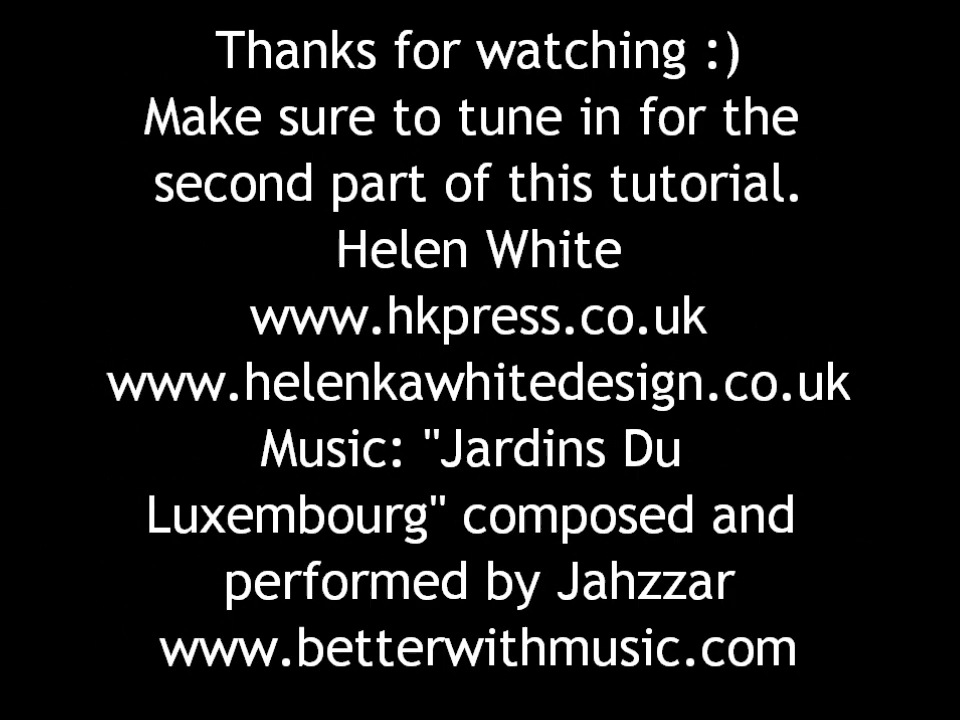 Thanks for watching :)
Make sure to tune in for the
second part of this tutorial.
Helen White
www.hkpress.co.uk
www.helenkawhitedesign.co.uk
Music: "Jardins Du
Luxembourg" composed and
performed by Jahzzar
www.betterwithmusic.com